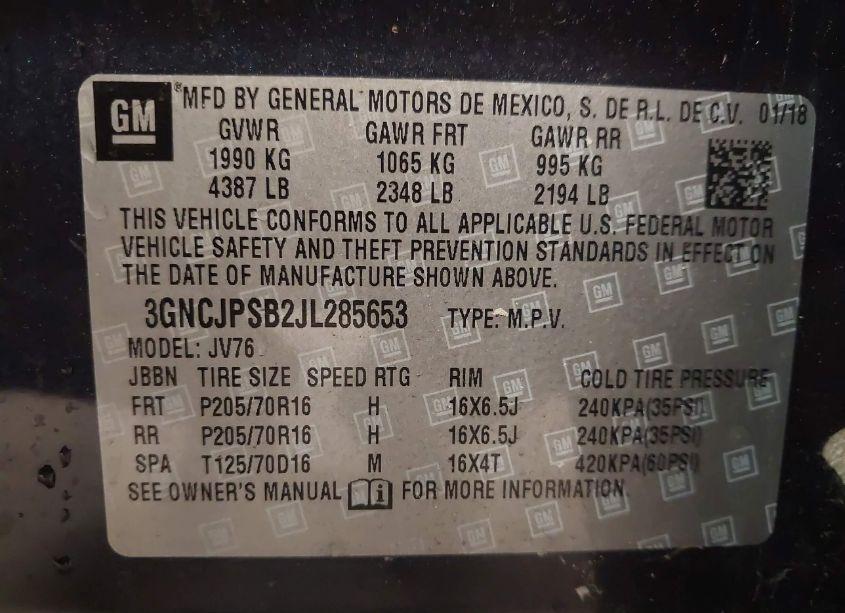 GM ®MFD BY GENERAL MOTORS DE MEXICO, S. DE R.L. DE C.V. 01/18
GVWR GAWR FRT GAWR RR
1990 KG 1065 KG 995 KG
4387 LB 2348 LB 2194 LB
THIS VEHICLE CONFORMS TO ALL APPLICABLE U.S. FEDERAL MOTOR
VEHICLE SAFETY AND THEFT PREVENTION STANDARDS IN EFFECT ON
THE DATE OF MANUFACTURE SHOWN ABOVE.
3GNCJPSB2JL285653 TYPE: M.P.V.
MODEL: JV76
JBBN TIRE SIZE SPEED RTG RIM COLD TIRE PRESSURE
FRT P205/70R16 H 16X6.5J 240KPA(35PSI)
RR P205/70R16 H 16X6.5J 240KPA(35PSI)
SPA T125/70D16 M 16X4T 420KPA(60PSI)
SEE OWNER'S MANUAL i FOR MORE INFORMATION.